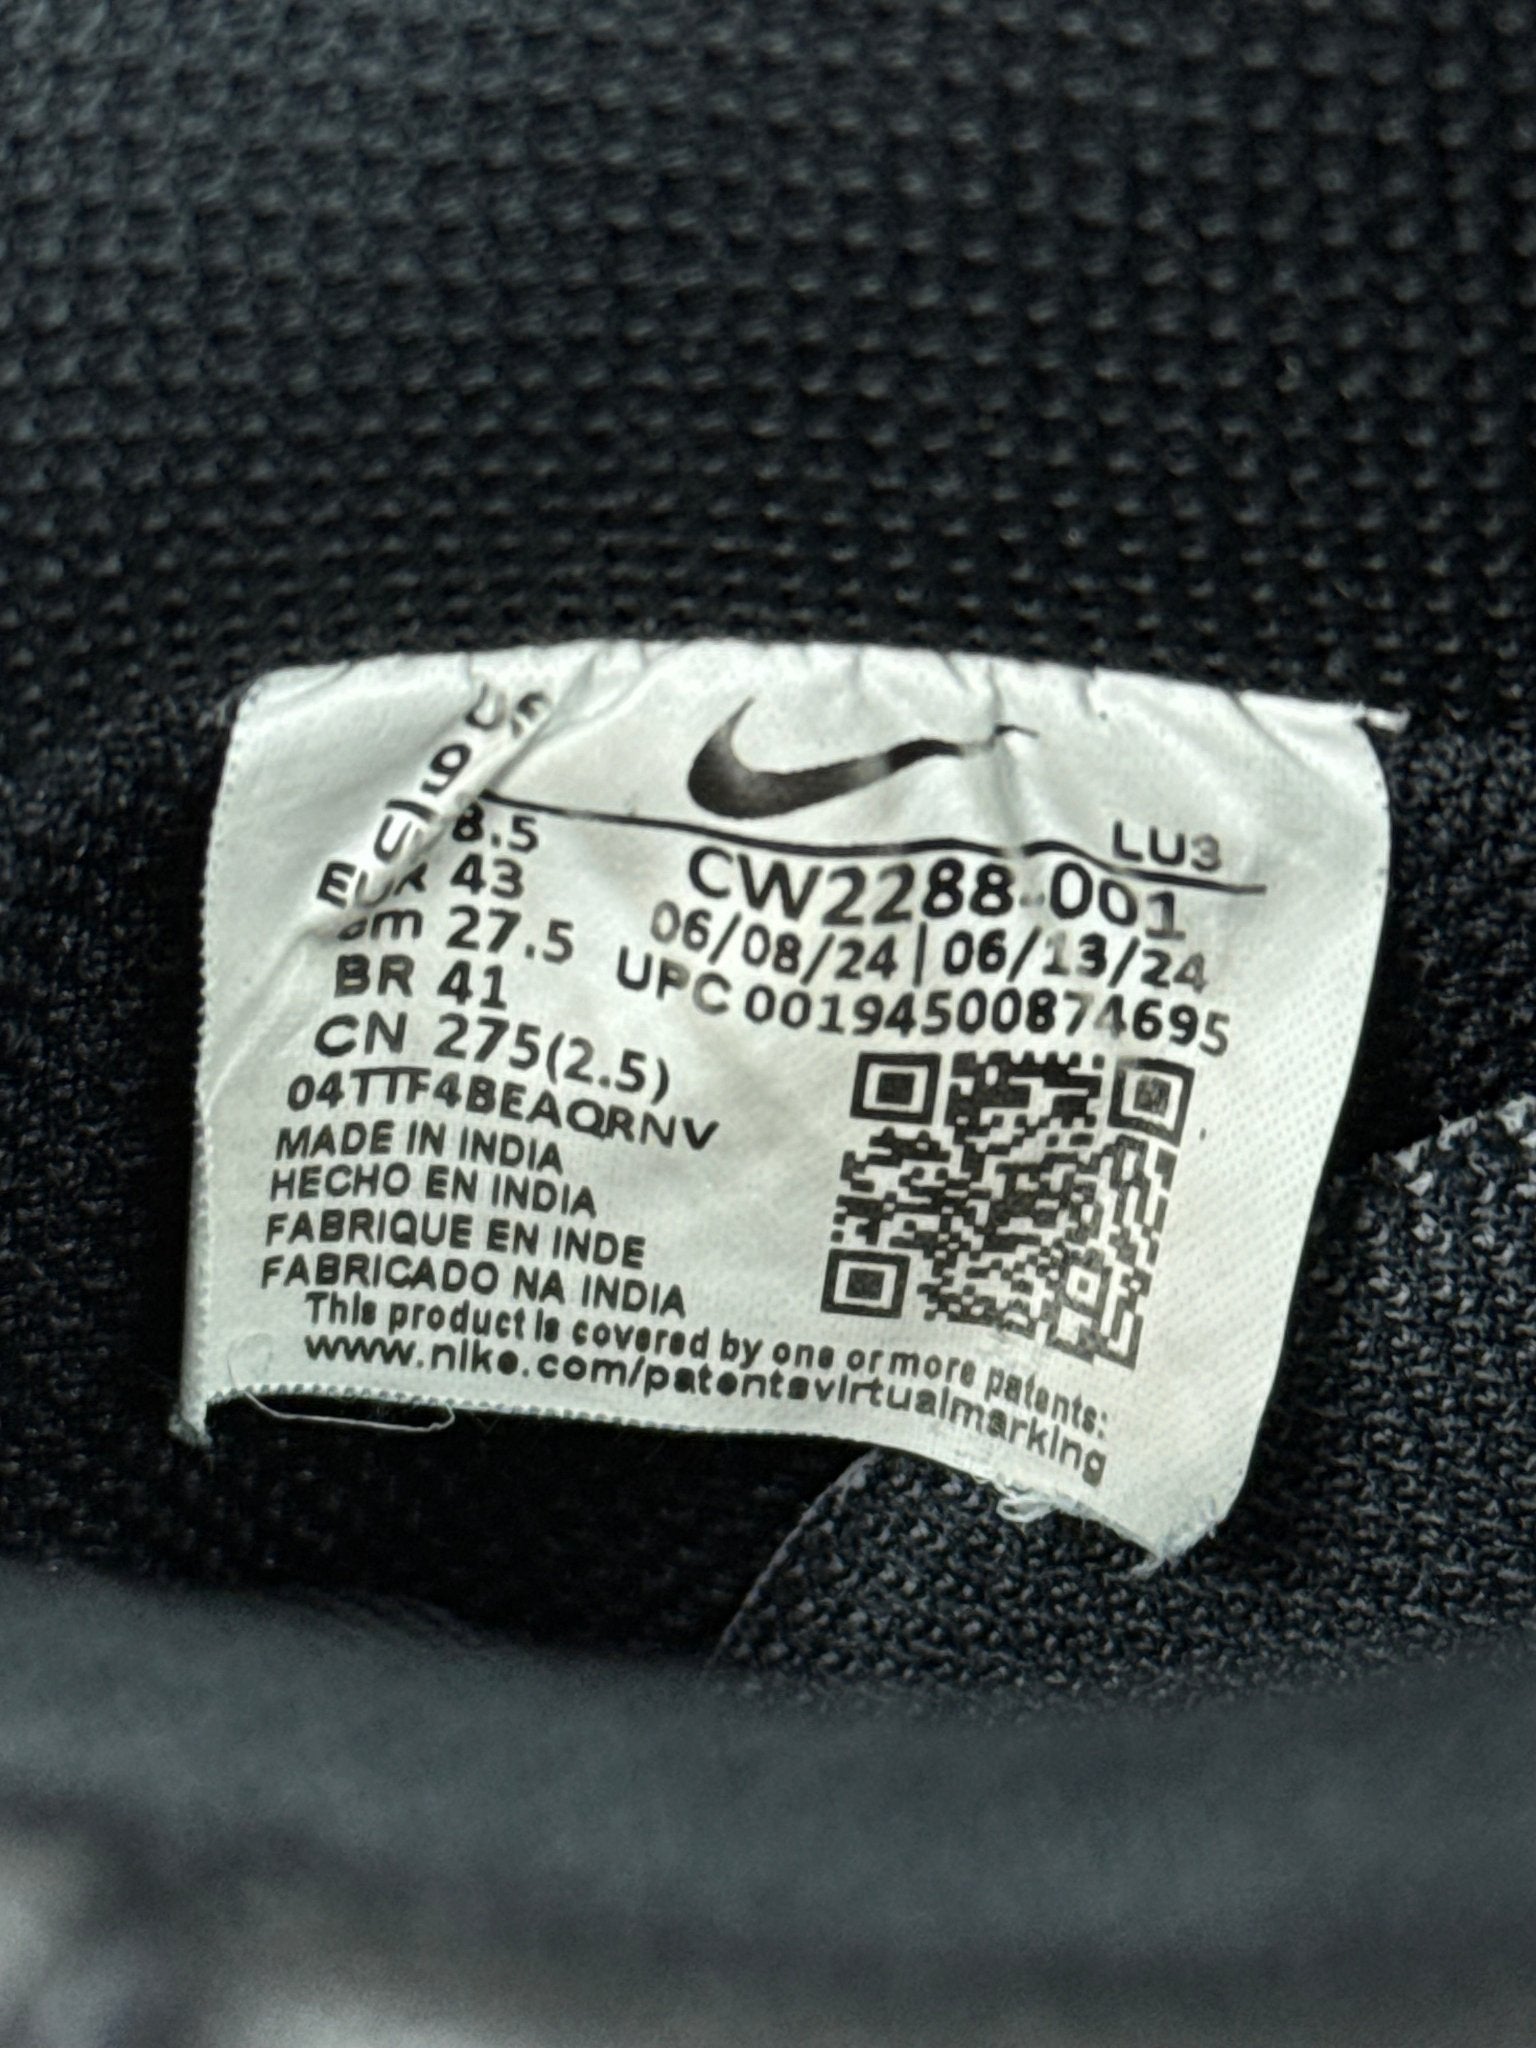 LU3
8.5
EUR 43
cm 27.5
BR 41
CN 275(2.5)
CW2288-001
06/08/24 | 06/13/24
UPC 00194500874695
04TTF4BEAQRNV
MADE IN INDIA
HECHO EN INDIA
FABRIQUE EN INDE
FABRICADO NA INDIA
This product is covered by one or more patents:
www.nike.com/patentsvirtualmarking